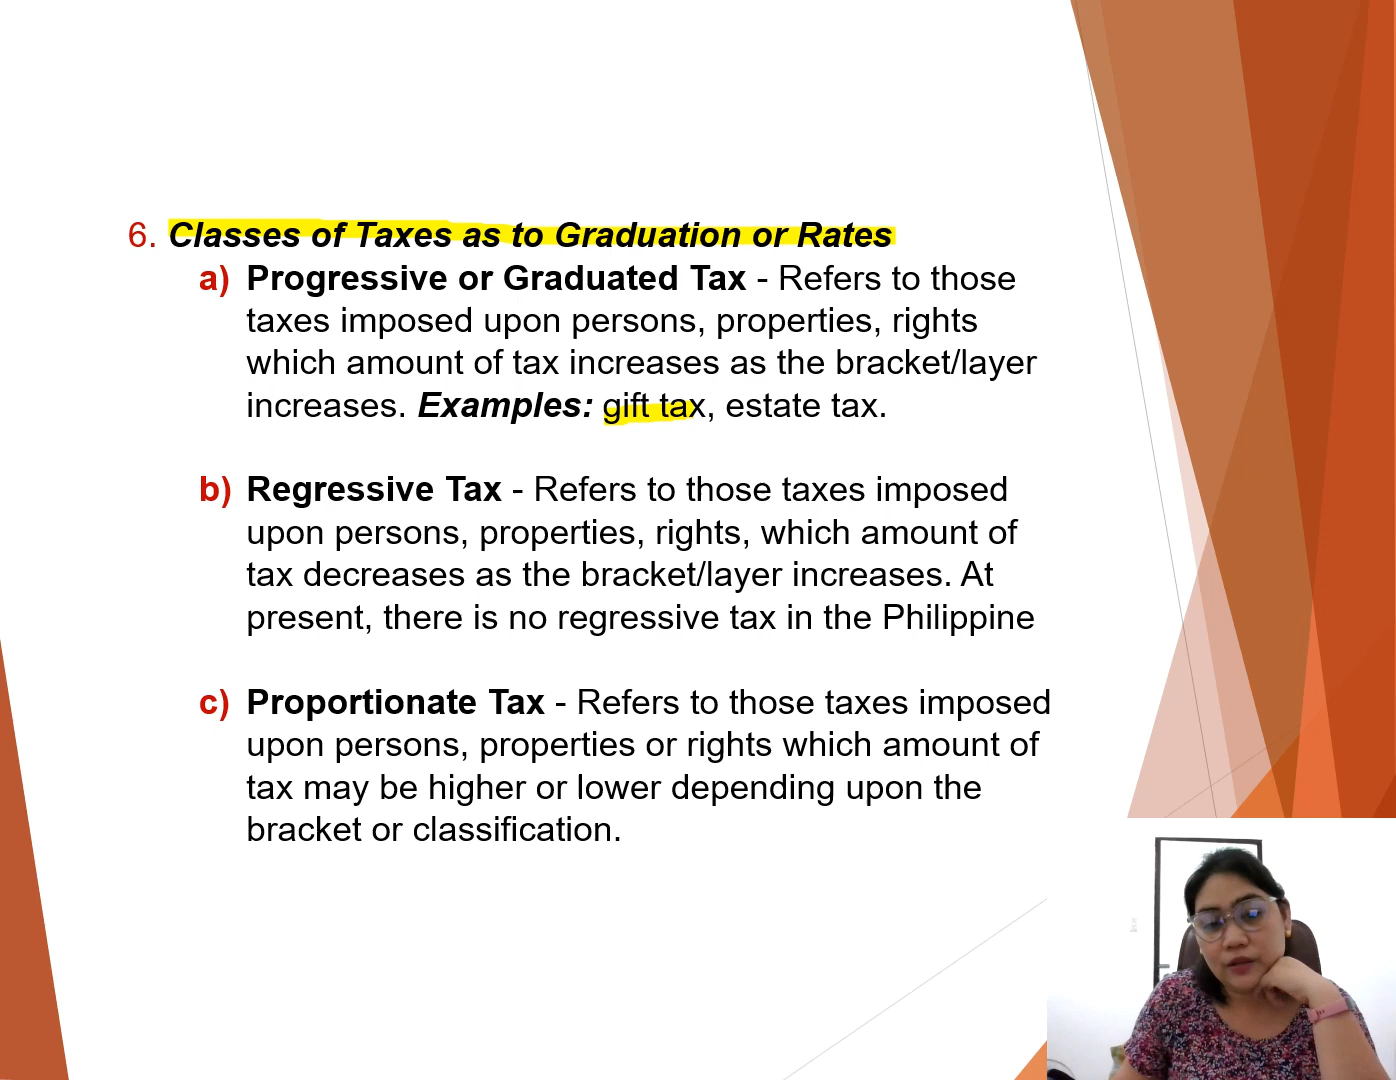 6. Classes of Taxes as to Graduation or Rates
a) Progressive or Graduated Tax - Refers to those
taxes imposed upon persons, properties, rights
which amount of tax increases as the bracket/layer
increases. Examples: gift tax, estate tax.
b) Regressive Tax - Refers to those taxes imposed
upon persons, properties, rights, which amount of
tax decreases as the bracket/layer increases. At
present, there is no regressive tax in the Philippine
c) Proportionate Tax - Refers to those taxes imposed
upon persons, properties or rights which amount of
tax may be higher or lower depending upon the
bracket or classification.